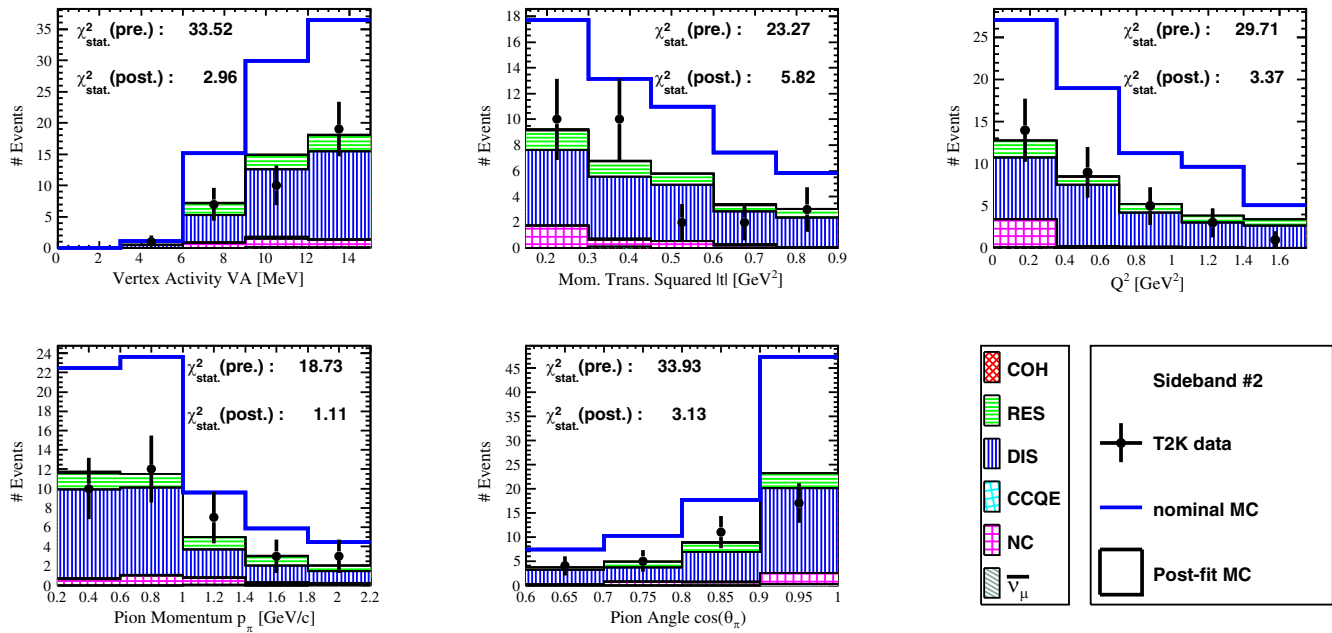 χ²stat.(pre.) : 33.52
χ²stat.(post.) : 2.96
# Events
35
30
25
20
15
10
5
0
0 2 4 6 8 10 12 14
Vertex Activity VA [MeV]
χ²stat.(pre.) : 23.27
χ²stat.(post.) : 5.82
# Events
18
16
14
12
10
8
6
4
2
0
0.2 0.3 0.4 0.5 0.6 0.7 0.8 0.9
Mom. Trans. Squared |t| [GeV²]
χ²stat.(pre.) : 29.71
χ²stat.(post.) : 3.37
# Events
25
20
15
10
5
0
0 0.2 0.4 0.6 0.8 1 1.2 1.4 1.6
Q² [GeV²]
χ²stat.(pre.) : 18.73
χ²stat.(post.) : 1.11
# Events
24
22
20
18
16
14
12
10
8
6
4
2
0
0.2 0.4 0.6 0.8 1 1.2 1.4 1.6 1.8 2 2.2
Pion Momentum pπ [GeV/c]
χ²stat.(pre.) : 33.93
χ²stat.(post.) : 3.13
# Events
45
40
35
30
25
20
15
10
5
0
0.6 0.65 0.7 0.75 0.8 0.85 0.9 0.95 1
Pion Angle cos(θπ)
COH
RES
DIS
CCQE
NC
ν̅μ
Sideband #2
T2K data
nominal MC
Post-fit MC